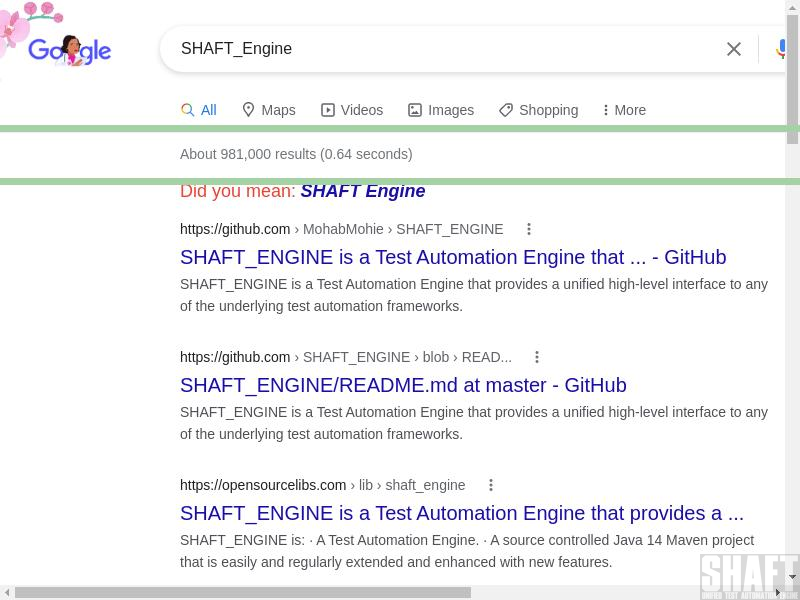 Google
SHAFT_Engine
All Maps Videos Images Shopping More
About 981,000 results (0.64 seconds)
Did you mean: SHAFT Engine
https://github.com › MohabMohie › SHAFT_ENGINE
SHAFT_ENGINE is a Test Automation Engine that ... - GitHub
SHAFT_ENGINE is a Test Automation Engine that provides a unified high-level interface to any
of the underlying test automation frameworks.
https://github.com › SHAFT_ENGINE › blob › READ...
SHAFT_ENGINE/README.md at master - GitHub
SHAFT_ENGINE is a Test Automation Engine that provides a unified high-level interface to any
of the underlying test automation frameworks.
https://opensourcelibs.com › lib › shaft_engine
SHAFT_ENGINE is a Test Automation Engine that provides a ...
SHAFT_ENGINE is: · A Test Automation Engine. · A source controlled Java 14 Maven project
that is easily and regularly extended and enhanced with new features.
SHAFT
UNIFIED TEST AUTOMATION ENGINE